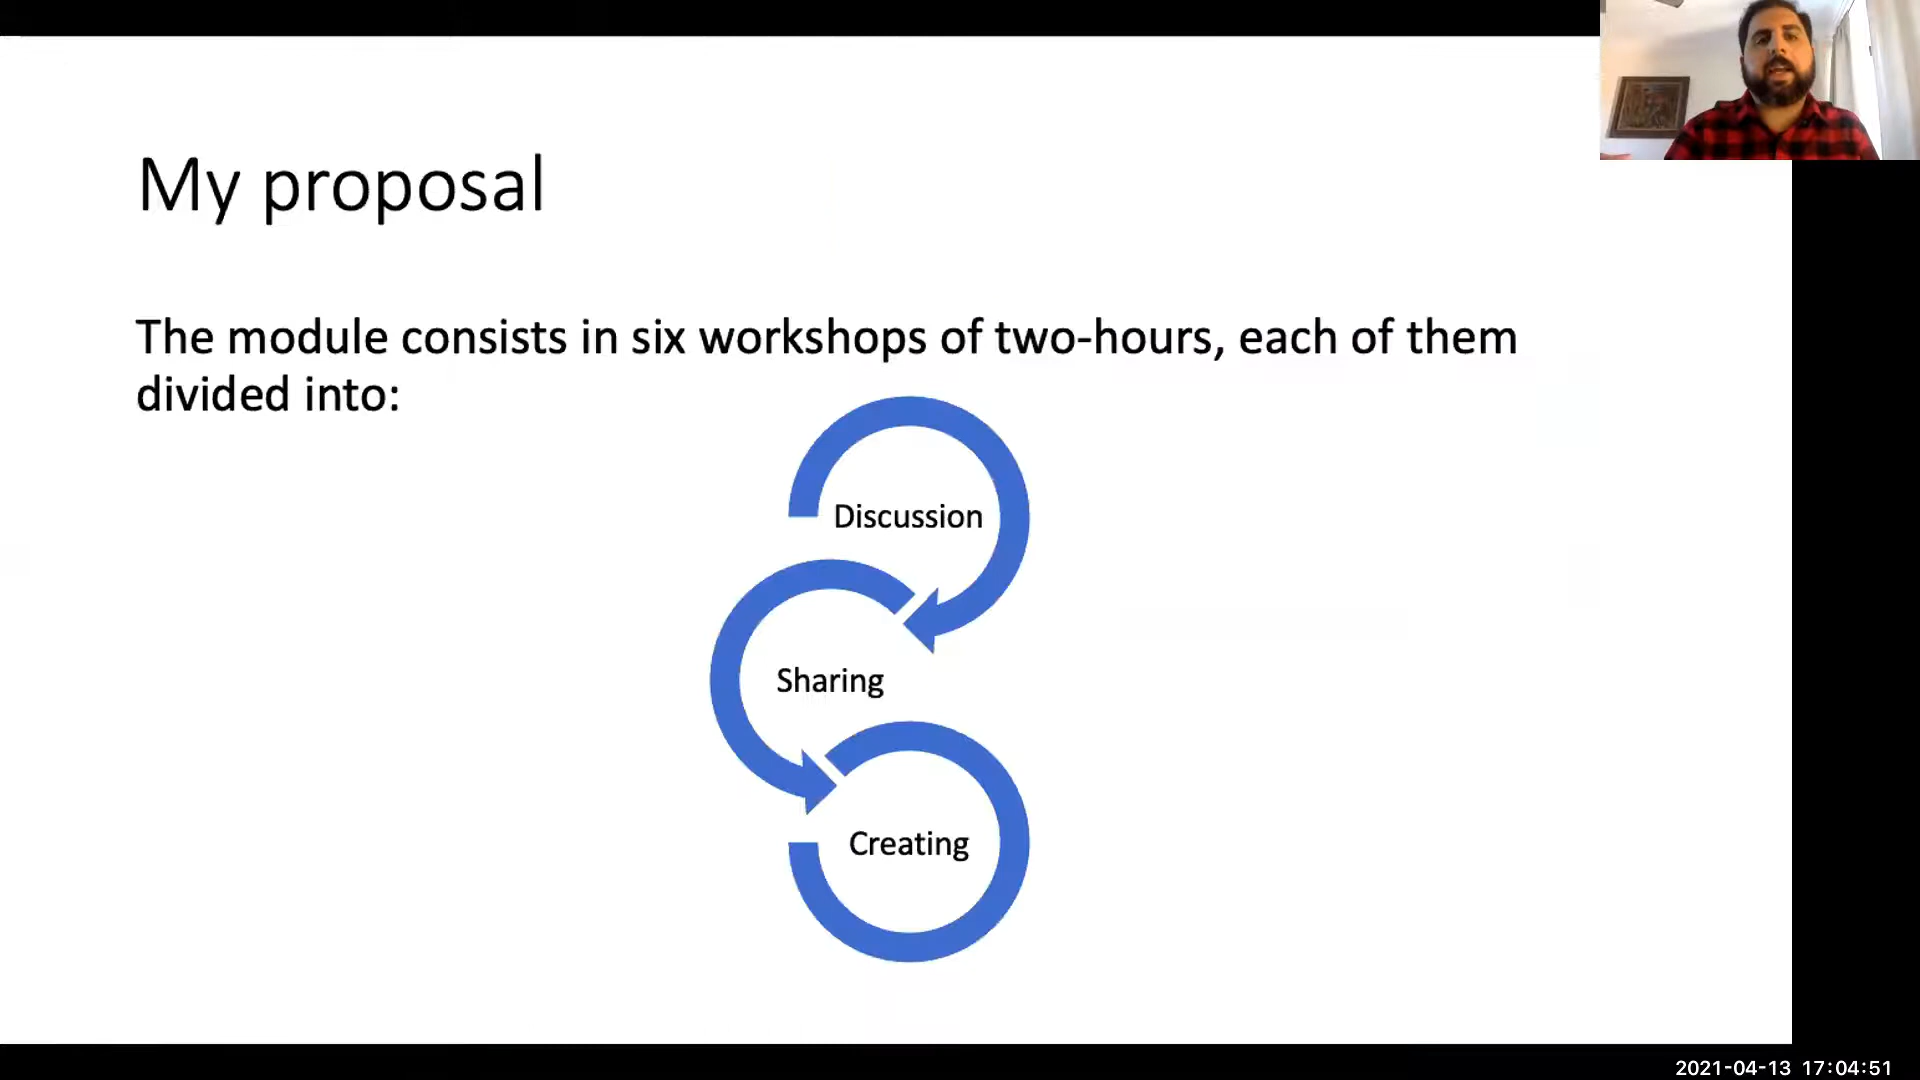 My proposal
The module consists in six workshops of two-hours, each of them
divided into:
Discussion
Sharing
Creating
2021-04-13 17:04:51